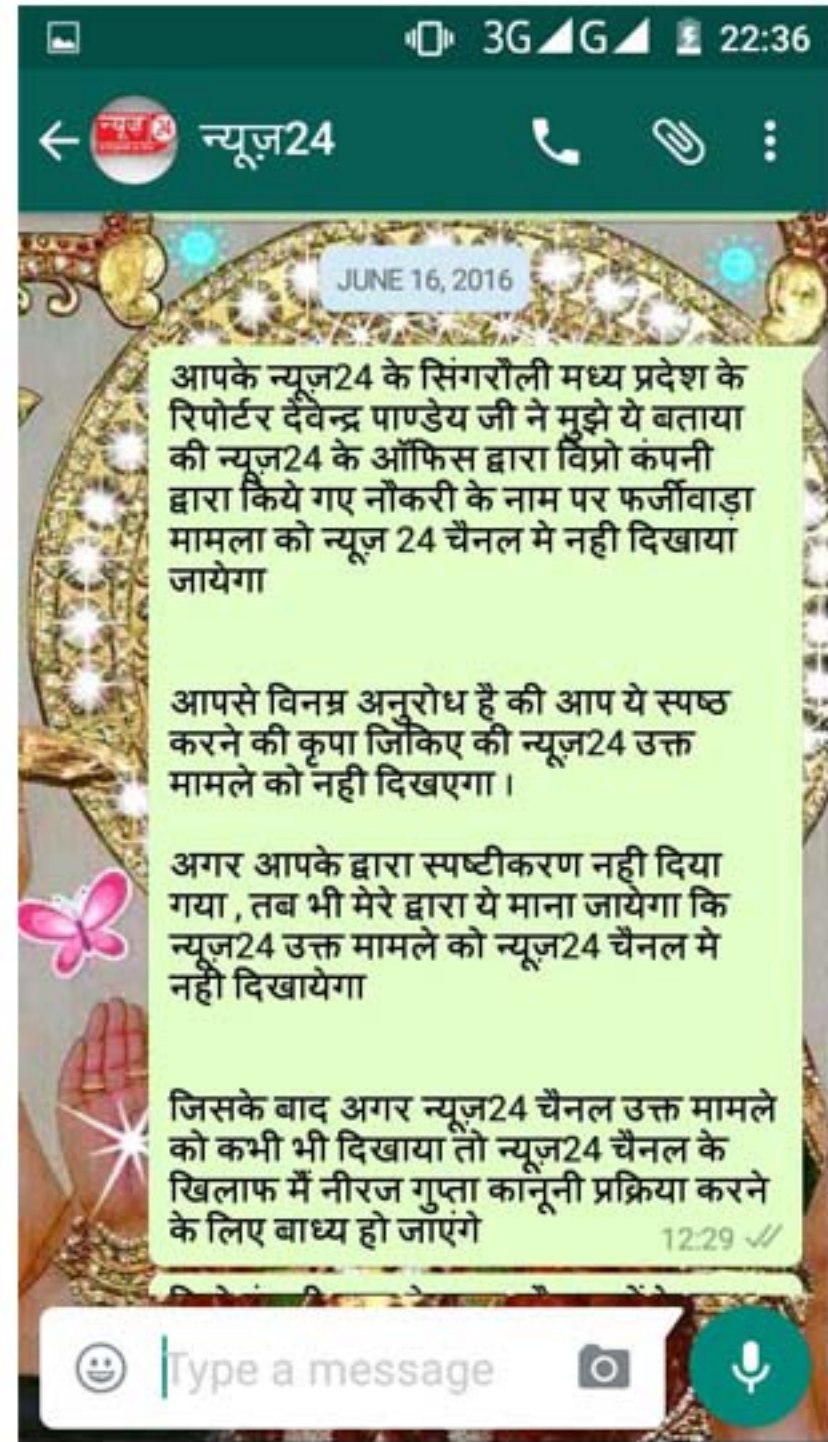 3G G 22:36
न्यूज़24
JUNE 16, 2016
आपके न्यूज़24 के सिंगरौली मध्य प्रदेश के
रिपोर्टर देवेन्द्र पाण्डेय जी ने मुझे ये बताया
की न्यूज़24 के ऑफिस द्वारा विप्रो कंपनी
द्वारा किये गए नौकरी के नाम पर फर्जीवाड़ा
मामला को न्यूज़ 24 चैनल मे नही दिखाया
जायेगा
आपसे विनम्र अनुरोध है की आप ये स्पष्ठ
करने की कृपा जिकिए की न्यूज़24 उक्त
मामले को नही दिखएगा ।
अगर आपके द्वारा स्पष्टीकरण नही दिया
गया , तब भी मेरे द्वारा ये माना जायेगा कि
न्यूज़24 उक्त मामले को न्यूज़24 चैनल मे
नही दिखायेगा
जिसके बाद अगर न्यूज़24 चैनल उक्त मामले
को कभी भी दिखाया तो न्यूज़24 चैनल के
खिलाफ मैं नीरज गुप्ता कानूनी प्रक्रिया करने
के लिए बाध्य हो जाएंगे
12:29
Type a message